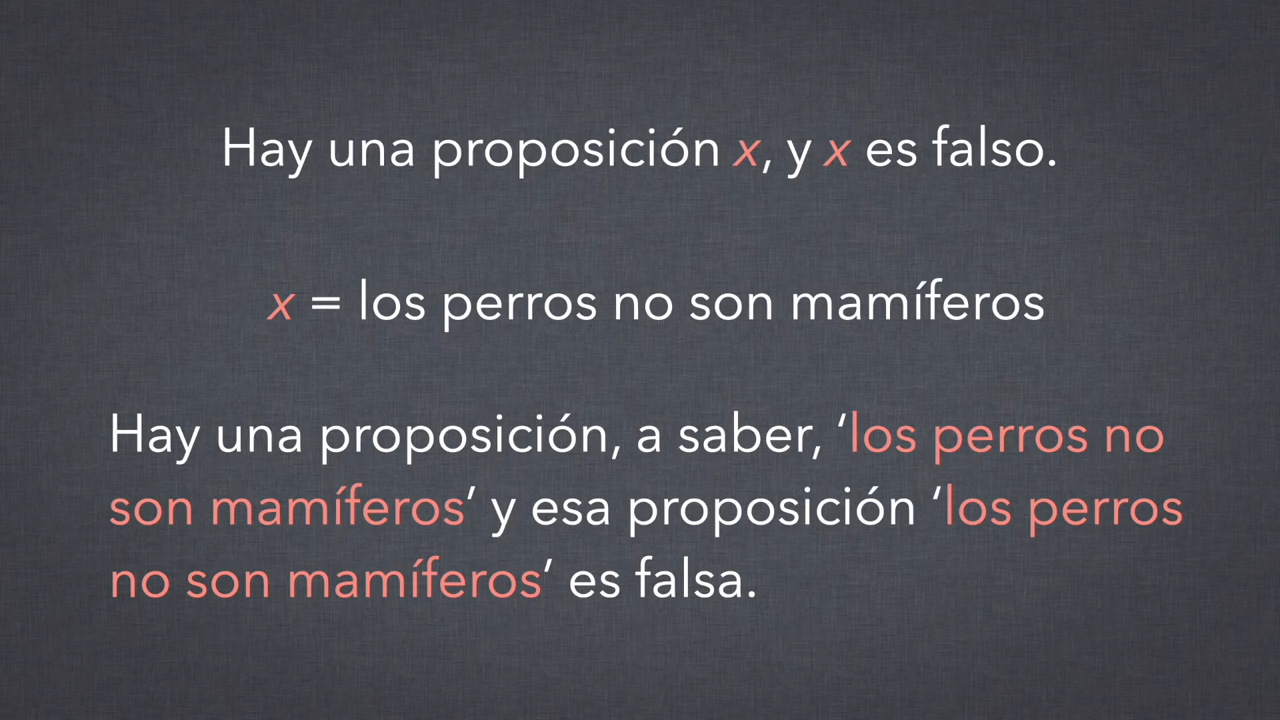 Hay una proposición x, y x es falso.
x = los perros no son mamíferos
Hay una proposición, a saber, ‘los perros no
son mamíferos’ y esa proposición ‘los perros
no son mamíferos’ es falsa.